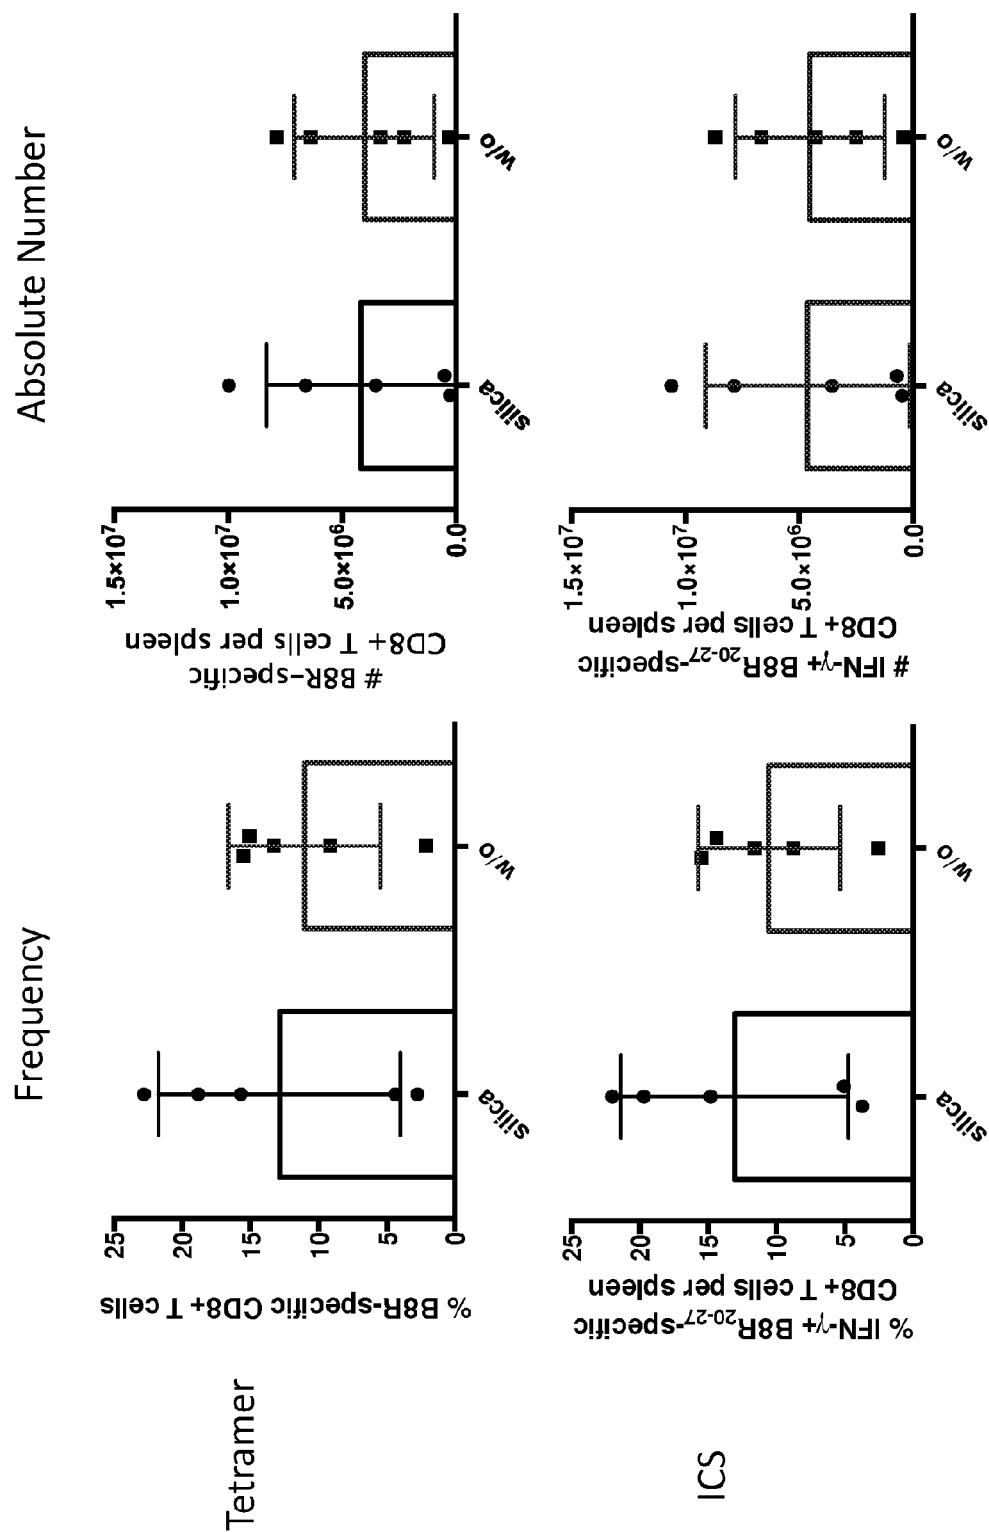 Frequency
Absolute Number
Tetramer
% B8R-specific CD8+ T cells
25
20
15
10
5
0
silica
w/o
# B8R-specific
CD8+ T cells per spleen
1.5×10⁷
1.0×10⁷
5.0×10⁶
0.0
silica
w/o
ICS
% IFN-γ+ B8R₂₀₋₂₇-specific
CD8+ T cells per spleen
25
20
15
10
5
0
silica
w/o
# IFN-γ+ B8R₂₀₋₂₇-specific
CD8+ T cells per spleen
1.5×10⁷
1.0×10⁷
5.0×10⁶
0.0
silica
w/o